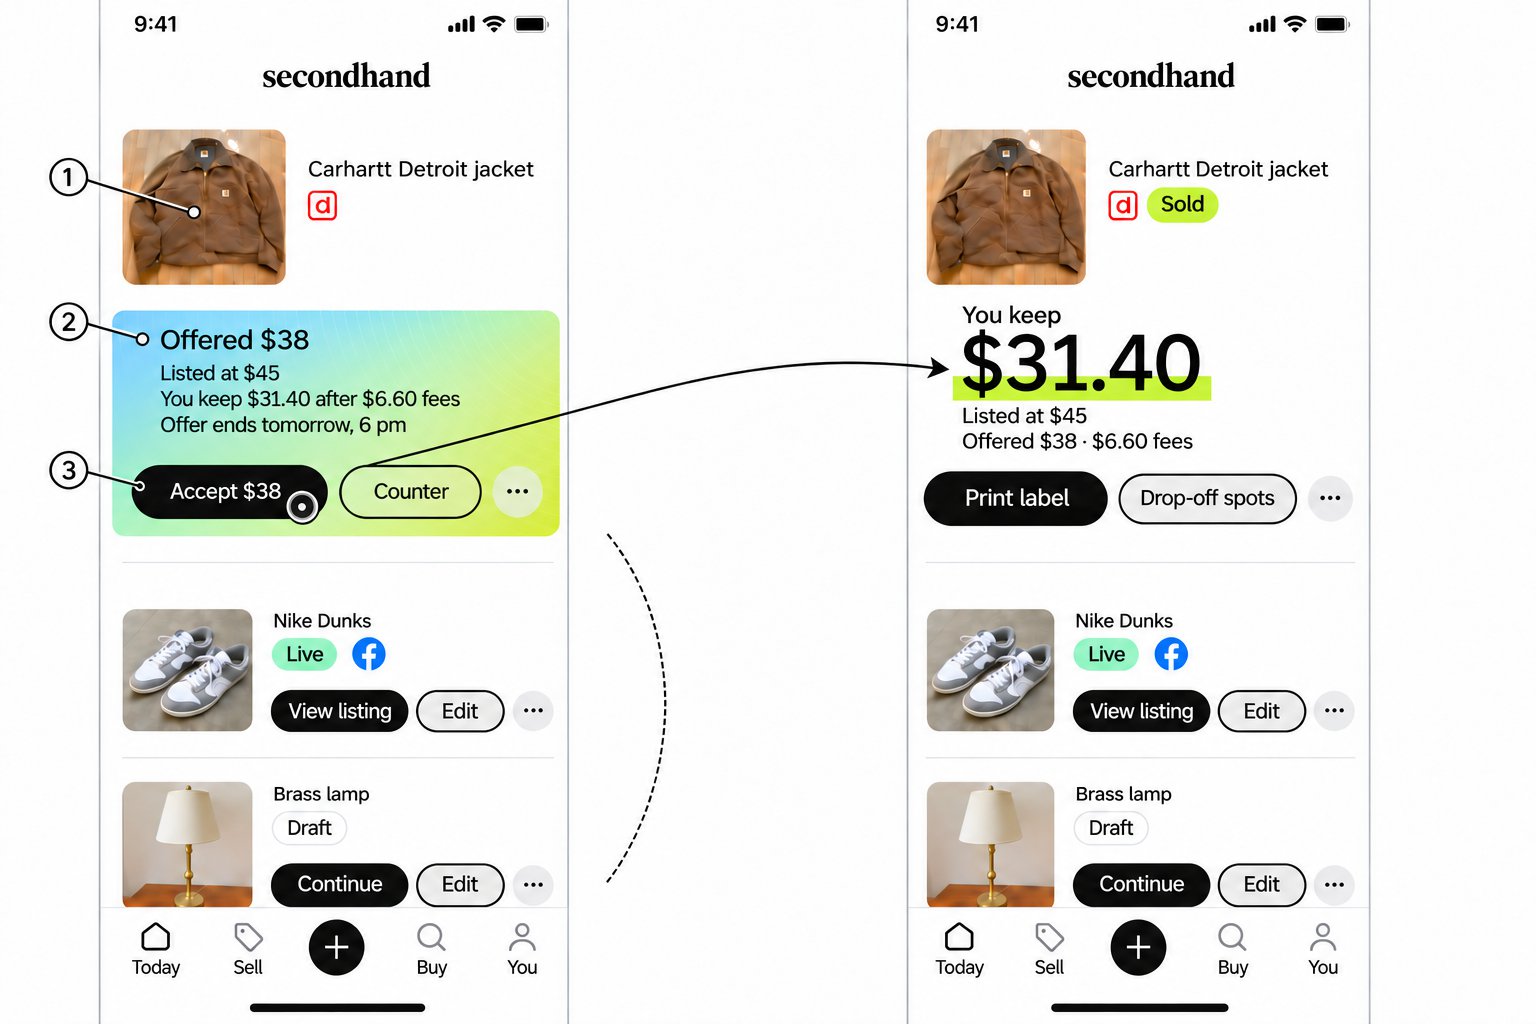 9:41
secondhand
1
Carhartt Detroit jacket
d
2
Offered $38
Listed at $45
You keep $31.40 after $6.60 fees
Offer ends tomorrow, 6 pm
3
Accept $38
Counter
Nike Dunks
Live
View listing
Edit
Brass lamp
Draft
Continue
Edit
Today
Sell
Buy
You
9:41
secondhand
Carhartt Detroit jacket
d
Sold
You keep
$31.40
Listed at $45
Offered $38 · $6.60 fees
Print label
Drop-off spots
Nike Dunks
Live
View listing
Edit
Brass lamp
Draft
Continue
Edit
Today
Sell
Buy
You